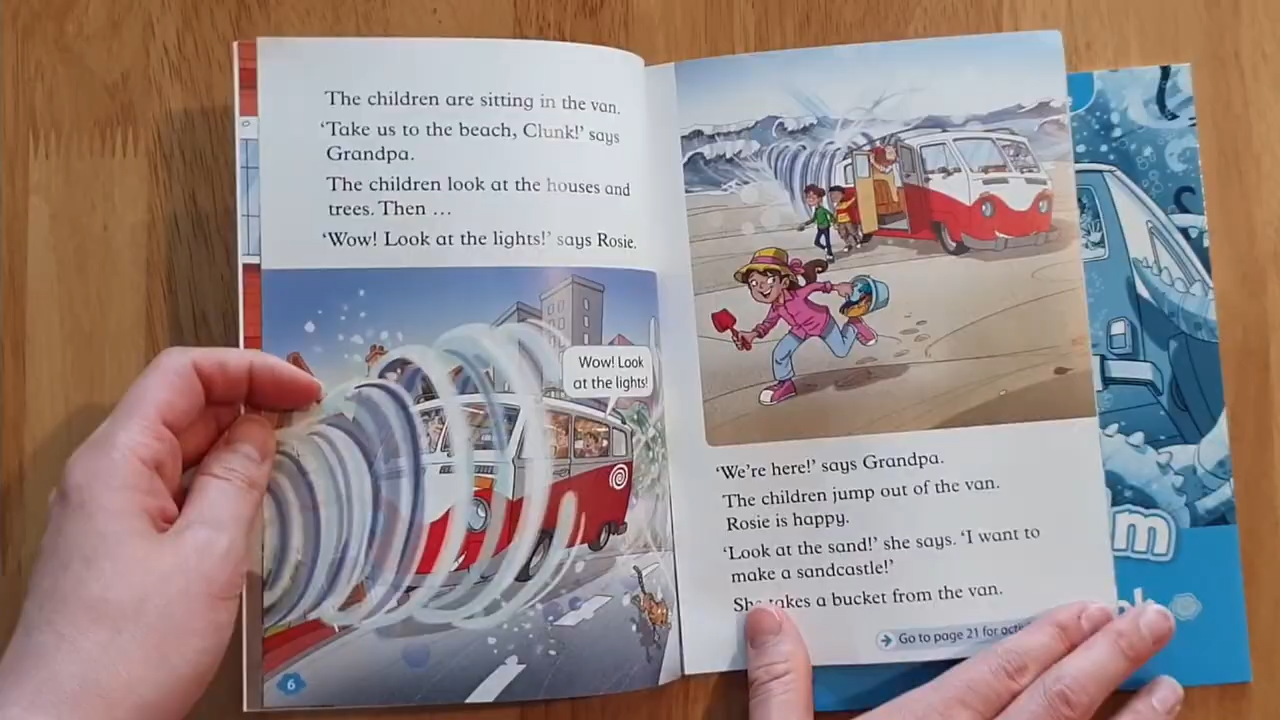 The children are sitting in the van.
‘Take us to the beach, Clunk!’ says
Grandpa.
The children look at the houses and
trees. Then ...
‘Wow! Look at the lights!’ says Rosie.
Wow! Look
at the lights!
6
‘We’re here!’ says Grandpa.
The children jump out of the van.
Rosie is happy.
‘Look at the sand!’ she says. ‘I want to
make a sandcastle!’
She takes a bucket from the van.
Go to page 21 for